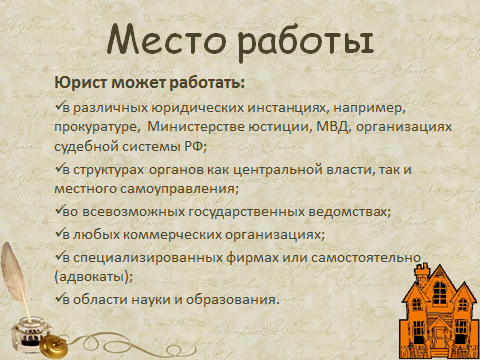 Место работы
Юрист может работать:
✓в различных юридических инстанциях, например,
прокуратуре, Министерстве юстиции, МВД, организациях
судебной системы РФ;
✓в структурах органов как центральной власти, так и
местного самоуправления;
✓во всевозможных государственных ведомствах;
✓в любых коммерческих организациях;
✓в специализированных фирмах или самостоятельно
(адвокаты);
✓в области науки и образования.